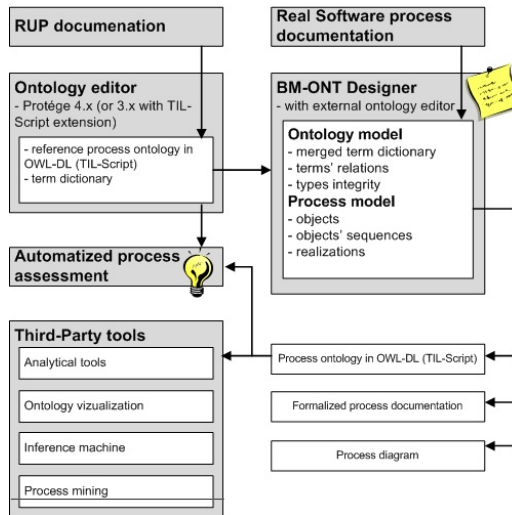 RUP documenation
Real Software process
documentation
Ontology editor
- Protége 4.x (or 3.x with TIL-
Script extension)
- reference process ontology in
OWL-DL (TIL-Script)
- term dictionary
BM-ONT Designer
- with external ontology editor
Ontology model
- merged term dictionary
- terms' relations
- types integrity
Process model
- objects
- objects' sequences
- realizations
Automatized process
assessment
Third-Party tools
Analytical tools
Ontology vizualization
Inference machine
Process mining
Process ontology in OWL-DL (TIL-Script)
Formalized process documentation
Process diagram